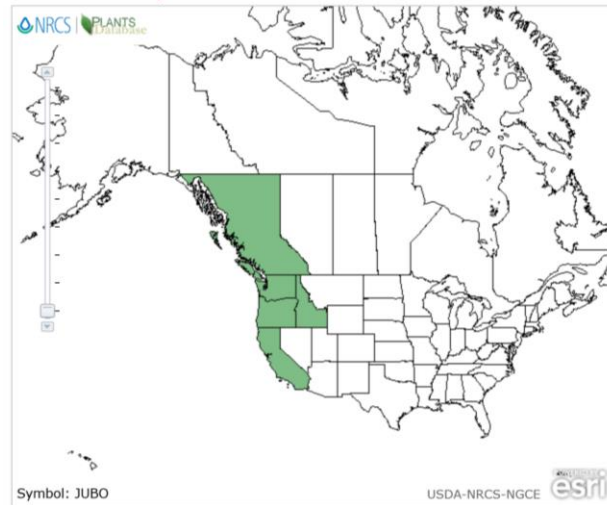 NRCS | PLANTS
Database
Symbol: JUBO
USDA-NRCS-NGCE
esri